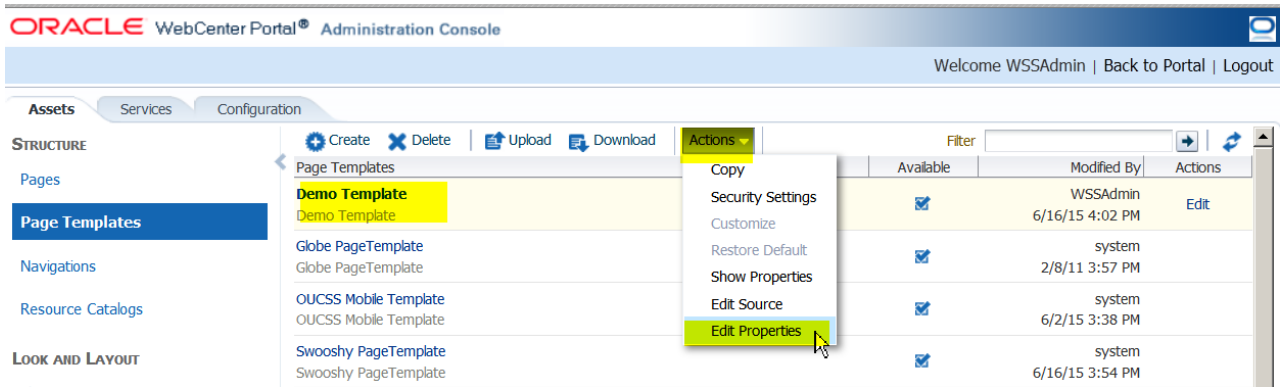 ORACLE WebCenter Portal® Administration Console
Welcome WSSAdmin | Back to Portal | Logout
Assets Services Configuration
STRUCTURE
Pages
Page Templates
Navigations
Resource Catalogs
LOOK AND LAYOUT
Create Delete Upload Download Actions Filter
Page Templates Available Modified By Actions
Demo Template
Demo Template
WSSAdmin
6/16/15 4:02 PM
Edit
Globe PageTemplate
Globe PageTemplate
system
2/8/11 3:57 PM
OUCSS Mobile Template
OUCSS Mobile Template
system
6/2/15 3:38 PM
Swooshy PageTemplate
Swooshy PageTemplate
system
6/16/15 3:54 PM
Copy
Security Settings
Customize
Restore Default
Show Properties
Edit Source
Edit Properties